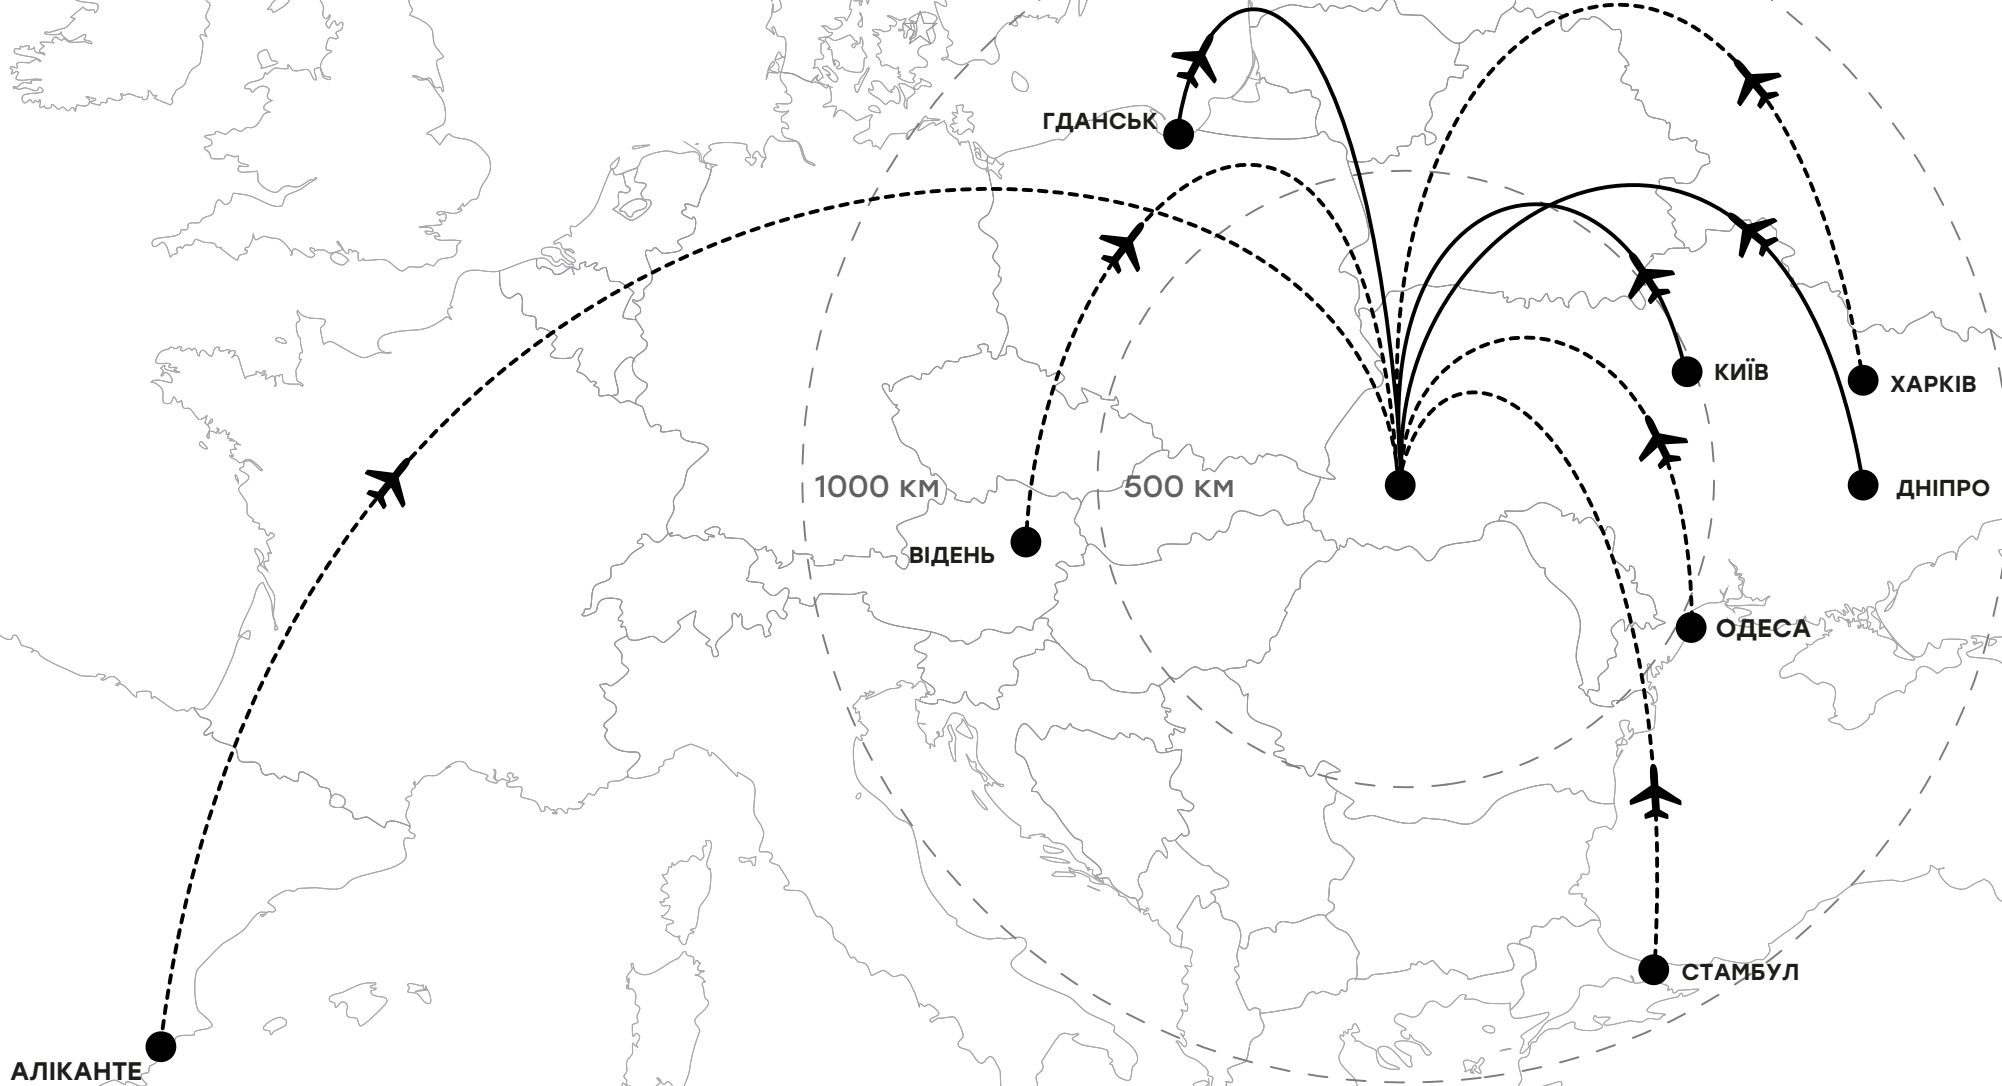 ГДАНСЬК
КИЇВ
ХАРКІВ
1000 км
500 км
ДНІПРО
ВІДЕНЬ
ОДЕСА
СТАМБУЛ
АЛІКАНТЕ